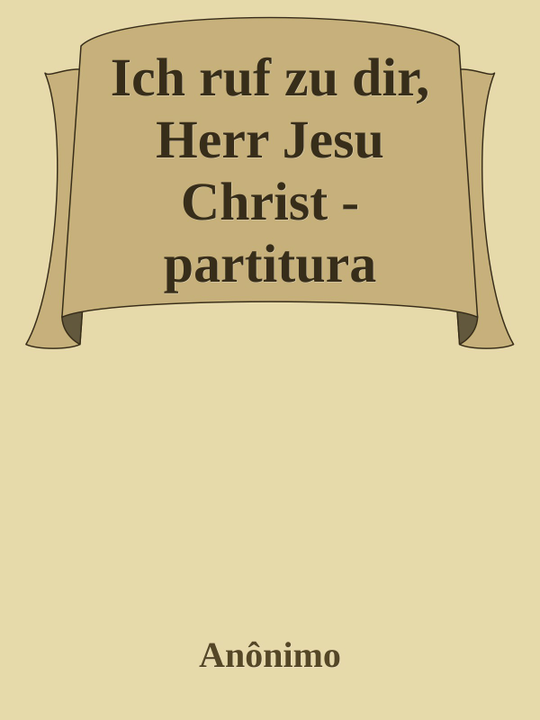 Ich ruf zu dir,
Herr Jesu
Christ -
partitura
Anônimo